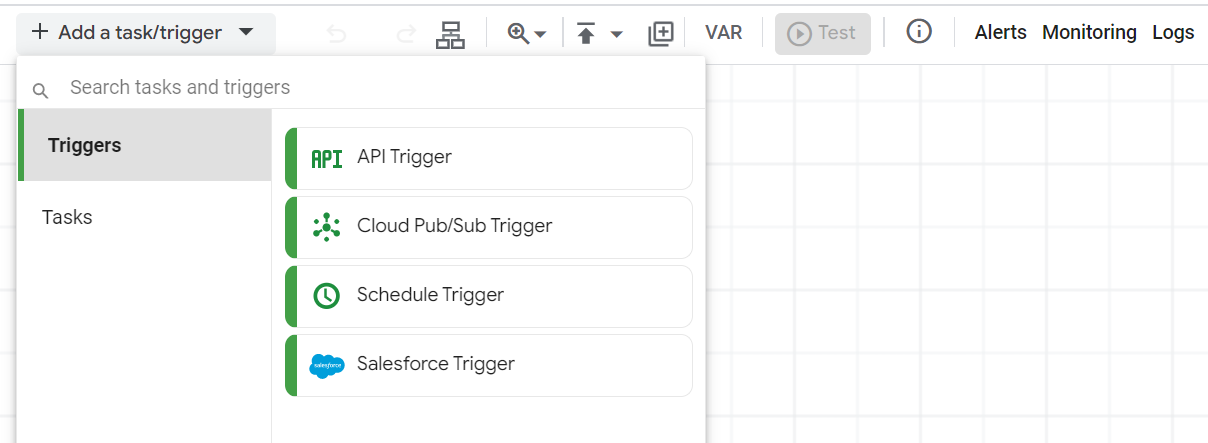 Add a task/trigger VAR Test Alerts Monitoring Logs
Search tasks and triggers
Triggers
Tasks
API API Trigger
Cloud Pub/Sub Trigger
Schedule Trigger
salesforce Salesforce Trigger